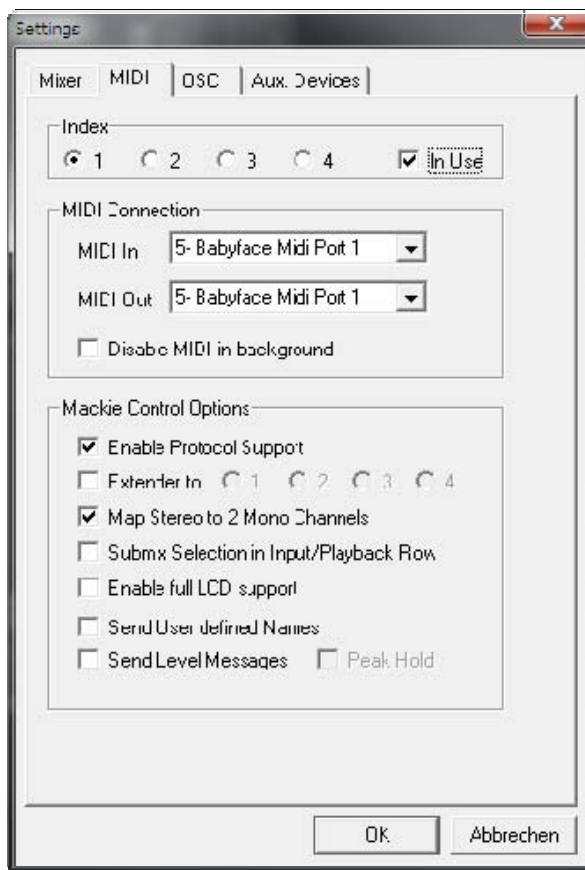 Settings
Mixer MIDI OSC Aux. Devices
Index
1 2 3 4 In Use
MIDI Connection
MIDI In 5- Babyface Midi Port 1
MIDI Out 5- Babyface Midi Port 1
Disable MIDI in background
Mackie Control Options
Enable Protocol Support
Extender to 1 2 3 4
Map Stereo to 2 Mono Channels
Submix Selection in Input/Playback Row
Enable full LCD support
Send User defined Names
Send Level Messages Peak Hold
OK Abbrechen